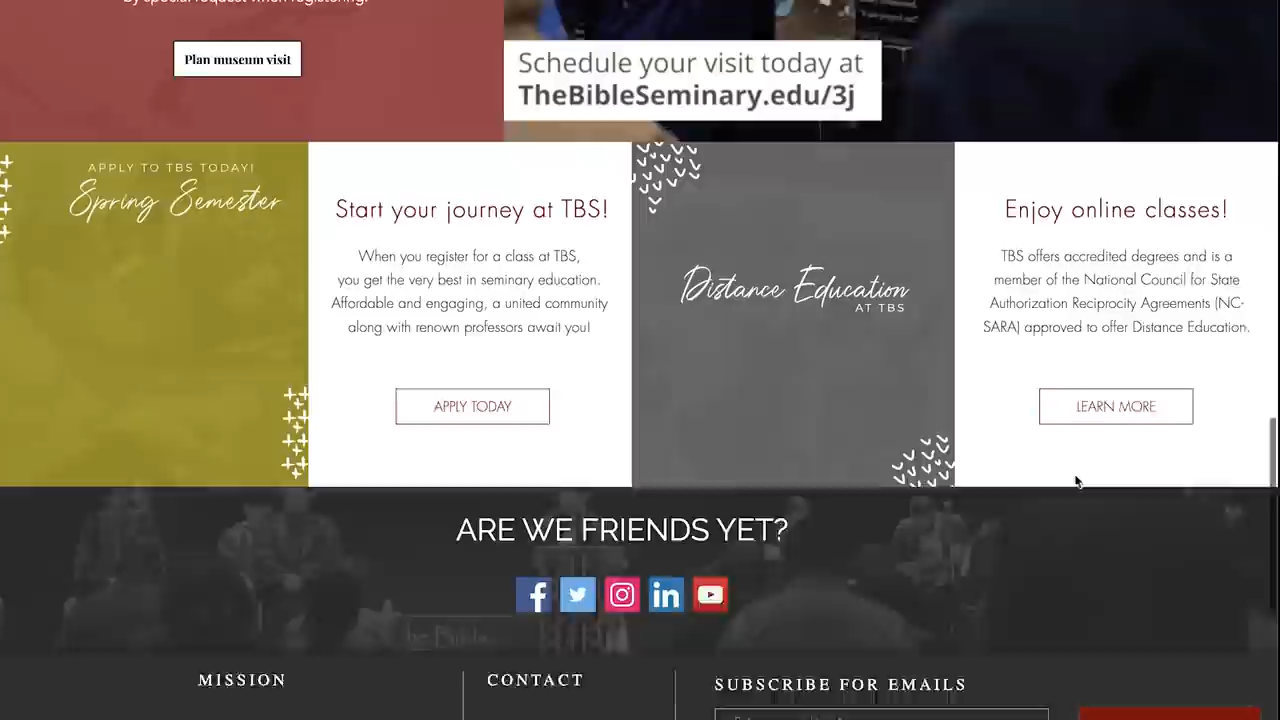 by special request when registering.
Plan museum visit
Schedule your visit today at
TheBibleSeminary.edu/3j
APPLY TO TBS TODAY!
Spring Semester
Start your journey at TBS!
When you register for a class at TBS,
you get the very best in seminary education.
Affordable and engaging, a united community
along with renown professors await you!
APPLY TODAY
Distance Education
AT TBS
Enjoy online classes!
TBS offers accredited degrees and is a
member of the National Council for State
Authorization Reciprocity Agreements (NC-
SARA) approved to offer Distance Education.
LEARN MORE
ARE WE FRIENDS YET?
MISSION
CONTACT
SUBSCRIBE FOR EMAILS